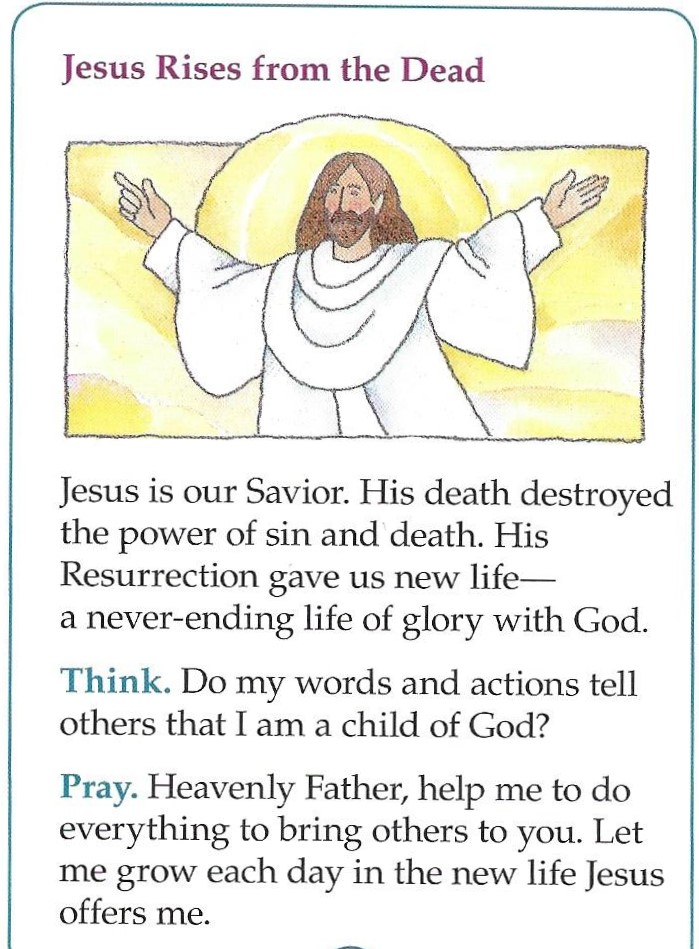 Jesus Rises from the Dead
Jesus is our Savior. His death destroyed
the power of sin and death. His
Resurrection gave us new life—
a never-ending life of glory with God.
Think. Do my words and actions tell
others that I am a child of God?
Pray. Heavenly Father, help me to do
everything to bring others to you. Let
me grow each day in the new life Jesus
offers me.